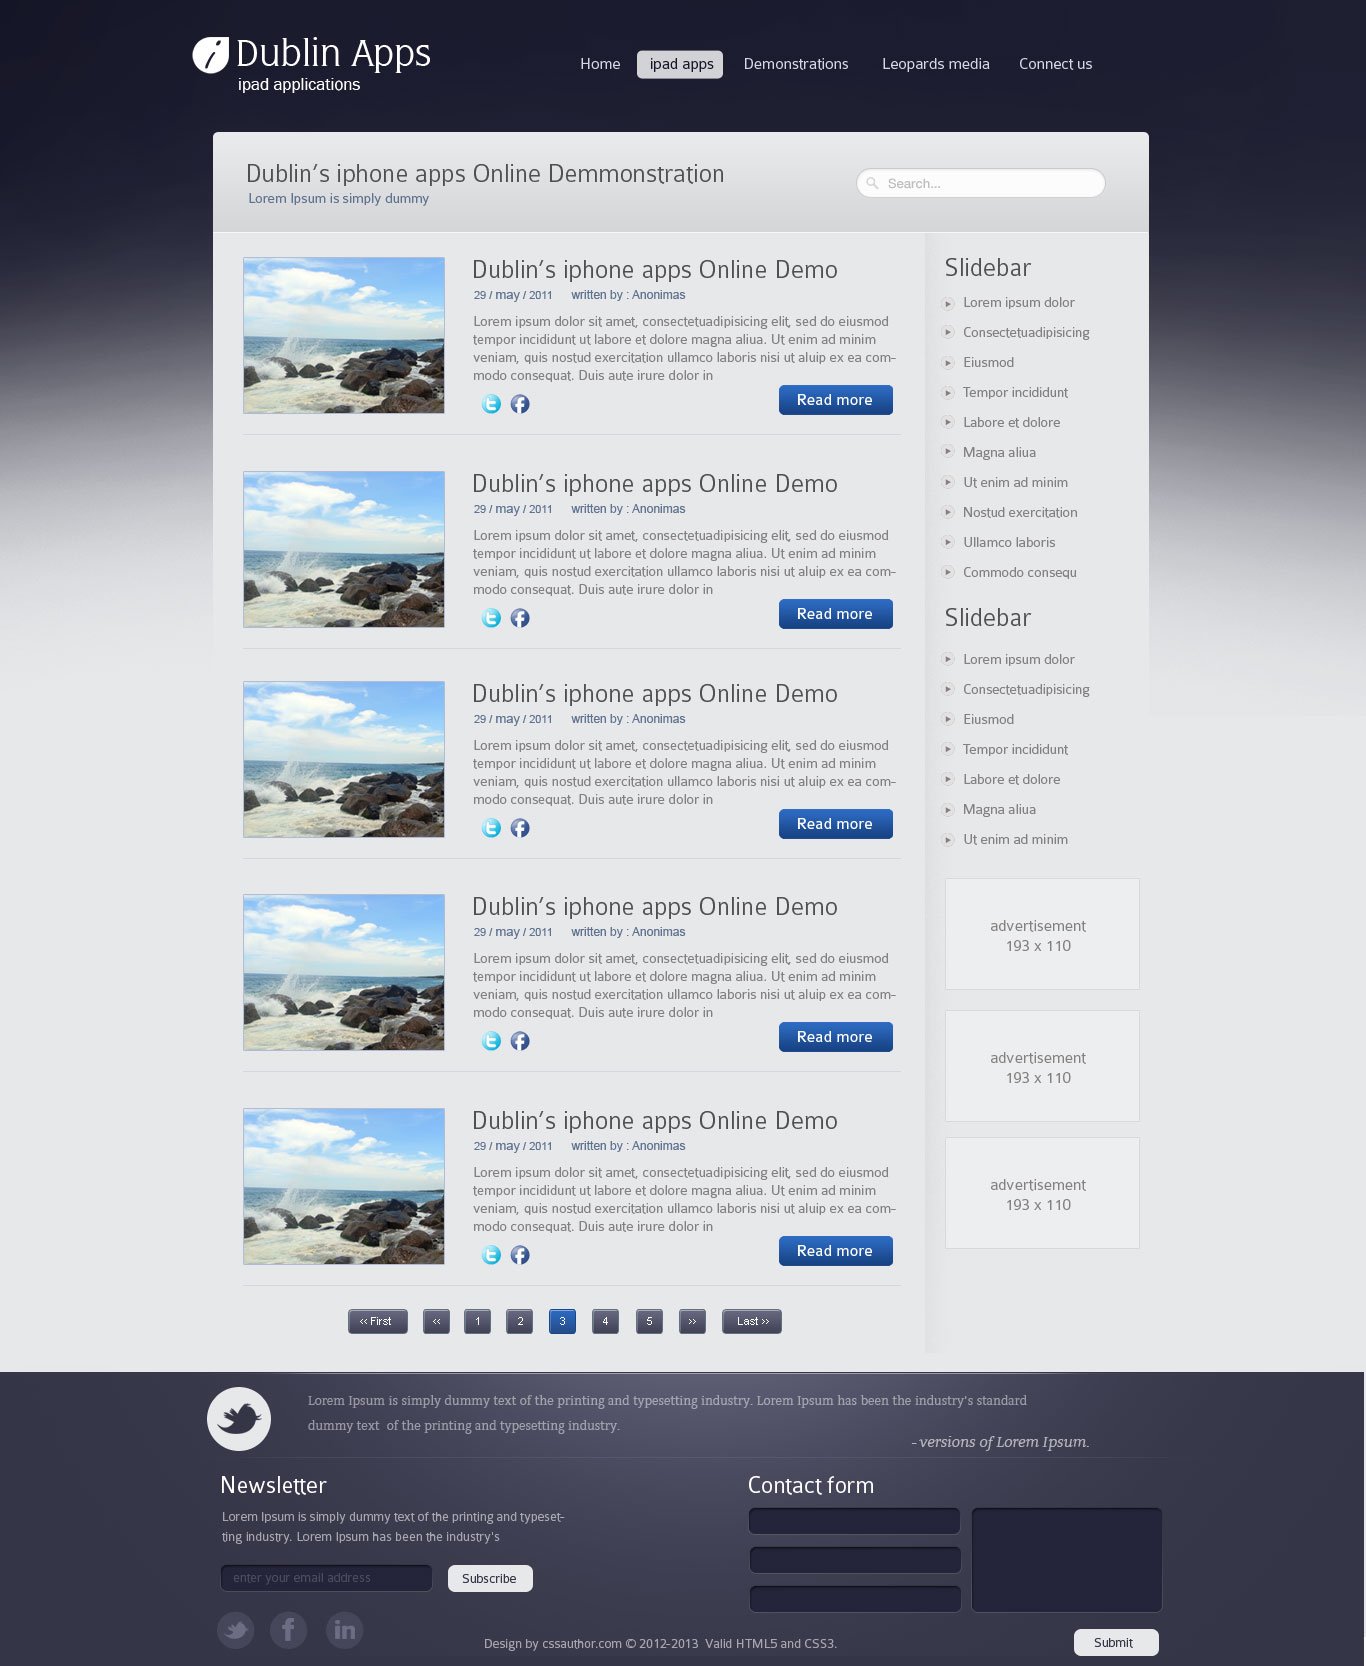 Dublin Apps
ipad applications
Home
ipad apps
Demonstrations
Leopards media
Connect us
Dublin's iphone apps Online Demmonstration
Lorem Ipsum is simply dummy
Search...
Dublin's iphone apps Online Demo
29 / may / 2011 written by : Anonimas
Lorem ipsum dolor sit amet, consectetuadipisicing elit, sed do eiusmod
tempor incididunt ut labore et dolore magna aliua. Ut enim ad minim
veniam, quis nostud exercitation ullamco laboris nisi ut aluip ex ea com-
modo consequat. Duis aute irure dolor in
Read more
Dublin's iphone apps Online Demo
29 / may / 2011 written by : Anonimas
Lorem ipsum dolor sit amet, consectetuadipisicing elit, sed do eiusmod
tempor incididunt ut labore et dolore magna aliua. Ut enim ad minim
veniam, quis nostud exercitation ullamco laboris nisi ut aluip ex ea com-
modo consequat. Duis aute irure dolor in
Read more
Dublin's iphone apps Online Demo
29 / may / 2011 written by : Anonimas
Lorem ipsum dolor sit amet, consectetuadipisicing elit, sed do eiusmod
tempor incididunt ut labore et dolore magna aliua. Ut enim ad minim
veniam, quis nostud exercitation ullamco laboris nisi ut aluip ex ea com-
modo consequat. Duis aute irure dolor in
Read more
Dublin's iphone apps Online Demo
29 / may / 2011 written by : Anonimas
Lorem ipsum dolor sit amet, consectetuadipisicing elit, sed do eiusmod
tempor incididunt ut labore et dolore magna aliua. Ut enim ad minim
veniam, quis nostud exercitation ullamco laboris nisi ut aluip ex ea com-
modo consequat. Duis aute irure dolor in
Read more
Dublin's iphone apps Online Demo
29 / may / 2011 written by : Anonimas
Lorem ipsum dolor sit amet, consectetuadipisicing elit, sed do eiusmod
tempor incididunt ut labore et dolore magna aliua. Ut enim ad minim
veniam, quis nostud exercitation ullamco laboris nisi ut aluip ex ea com-
modo consequat. Duis aute irure dolor in
Read more
<< First << 1 2 3 4 5 >> Last >>
Slidebar
Lorem ipsum dolor
Consectetuadipisicing
Eiusmod
Tempor incididunt
Labore et dolore
Magna aliua
Ut enim ad minim
Nostud exercitation
Ullamco laboris
Commodo consequ
Slidebar
Lorem ipsum dolor
Consectetuadipisicing
Eiusmod
Tempor incididunt
Labore et dolore
Magna aliua
Ut enim ad minim
advertisement
193 x 110
advertisement
193 x 110
advertisement
193 x 110
Lorem Ipsum is simply dummy text of the printing and typesetting industry. Lorem Ipsum has been the industry's standard
dummy text of the printing and typesetting industry.
- versions of Lorem Ipsum.
Newsletter
Lorem Ipsum is simply dummy text of the printing and typeset-
ting industry. Lorem Ipsum has been the industry's
enter your email address
Subscribe
Contact form
Submit
Design by cssauthor.com © 2012-2013 Valid HTML5 and CSS3.